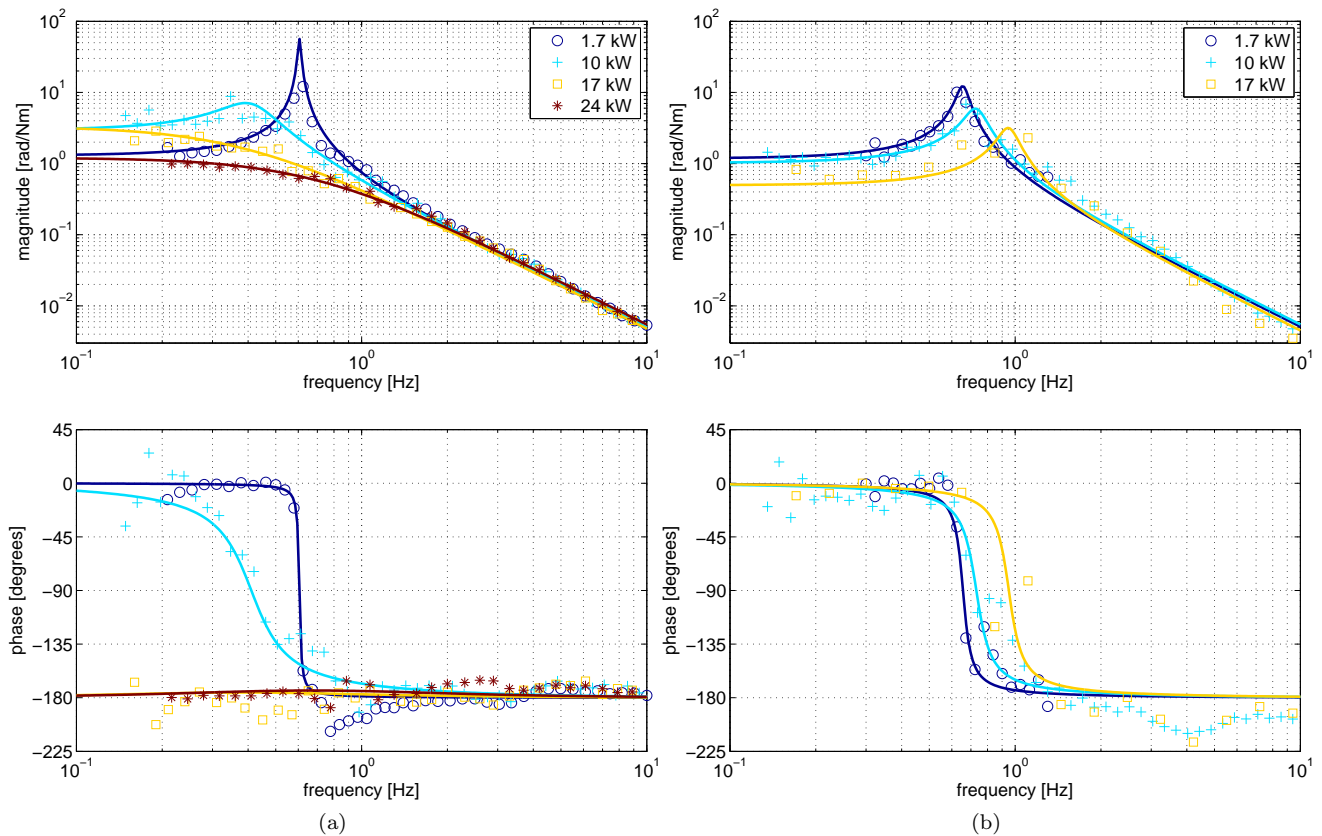 10²
10¹
10⁰
10⁻¹
10⁻²
magnitude [rad/Nm]
1.7 kW
10 kW
17 kW
24 kW
10⁻¹
10⁰
10¹
frequency [Hz]
10²
10¹
10⁰
10⁻¹
10⁻²
magnitude [rad/Nm]
1.7 kW
10 kW
17 kW
10⁻¹
10⁰
10¹
frequency [Hz]
45
0
−45
−90
−135
−180
−225
phase [degrees]
10⁻¹
10⁰
10¹
frequency [Hz]
(a)
45
0
−45
−90
−135
−180
−225
phase [degrees]
10⁻¹
10⁰
10¹
frequency [Hz]
(b)